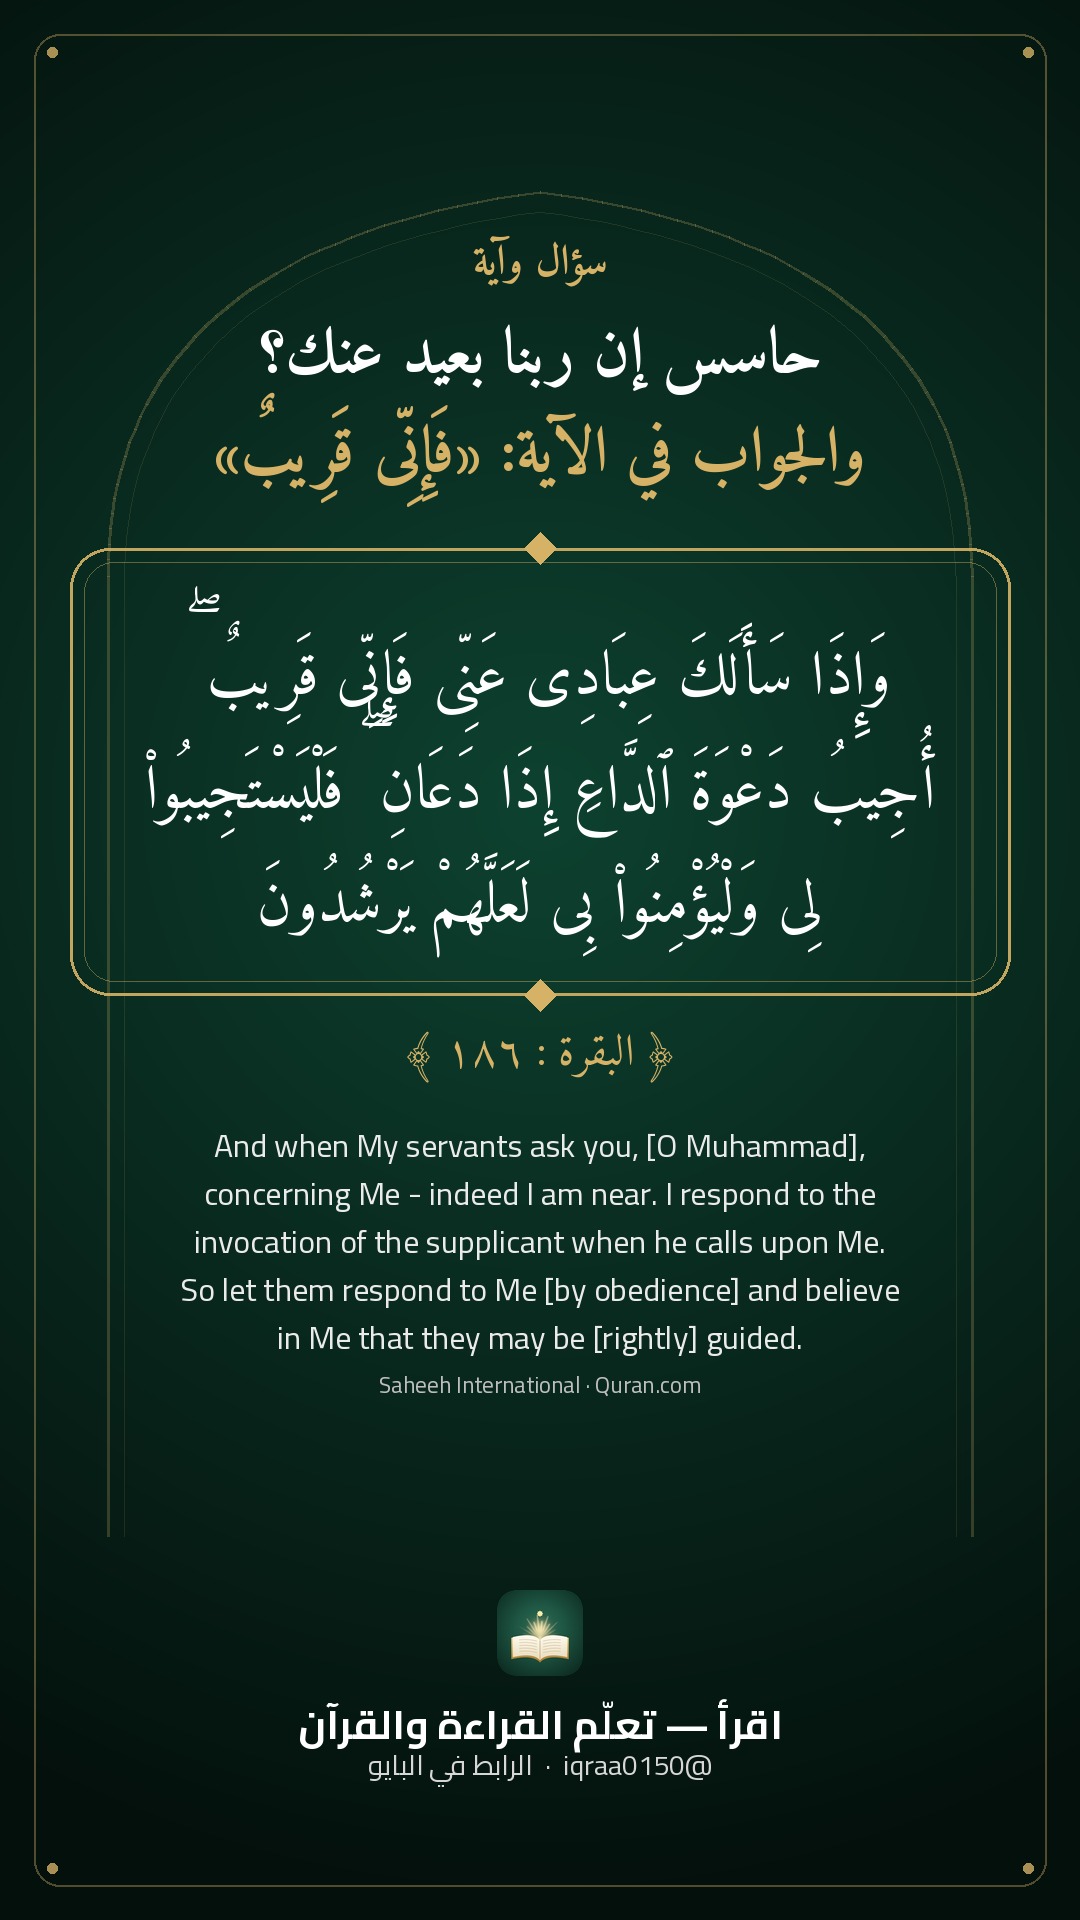 سؤال وآية
حاسس إن ربنا بعيد عنك؟
والجواب في الآية: «فَإِنِّى قَرِيبٌ»
وَإِذَا سَأَلَكَ عِبَادِى عَنِّى فَإِنِّى قَرِيبٌ ۖ
أُجِيبُ دَعْوَةَ ٱلدَّاعِ إِذَا دَعَانِ ۖ فَلْيَسْتَجِيبُوا۟
لِى وَلْيُؤْمِنُوا۟ بِى لَعَلَّهُمْ يَرْشُدُونَ
﴿ البقرة : ١٨٦ ﴾
And when My servants ask you, [O Muhammad],
concerning Me - indeed I am near. I respond to the
invocation of the supplicant when he calls upon Me.
So let them respond to Me [by obedience] and believe
in Me that they may be [rightly] guided.
Saheeh International · Quran.com
اقرأ — تعلّم القراءة والقرآن
@iqraa0150 · الرابط في البايو